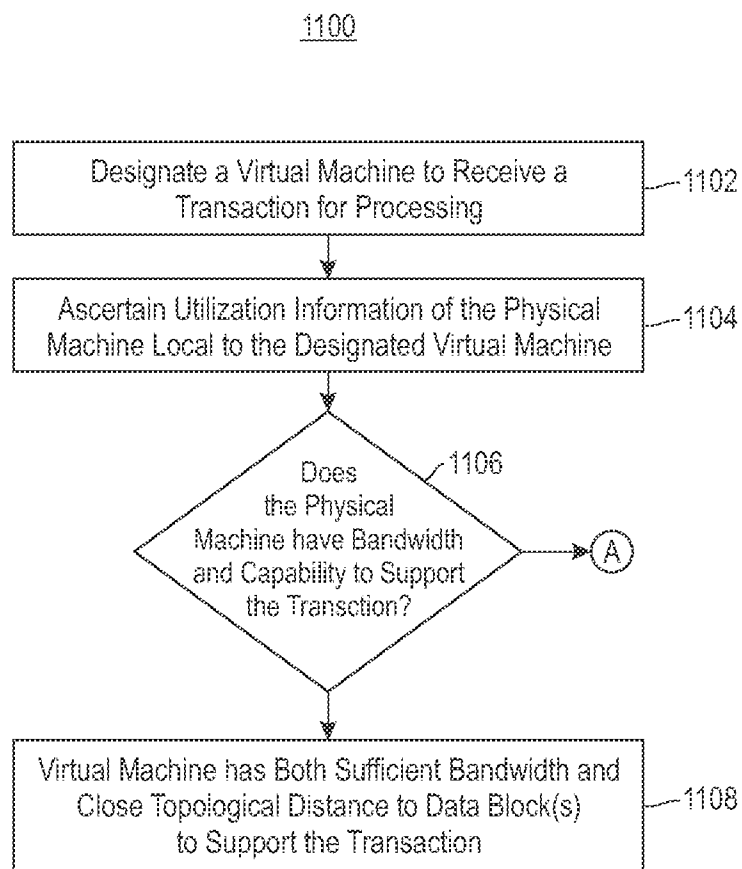 1100
Designate a Virtual Machine to Receive a
Transaction for Processing
1102
Ascertain Utilization Information of the Physical
Machine Local to the Designated Virtual Machine
1104
1106
Does
the Physical
Machine have Bandwidth
and Capability to Support
the Transction?
A
Virtual Machine has Both Sufficient Bandwidth and
Close Topological Distance to Data Block(s)
to Support the Transaction
1108